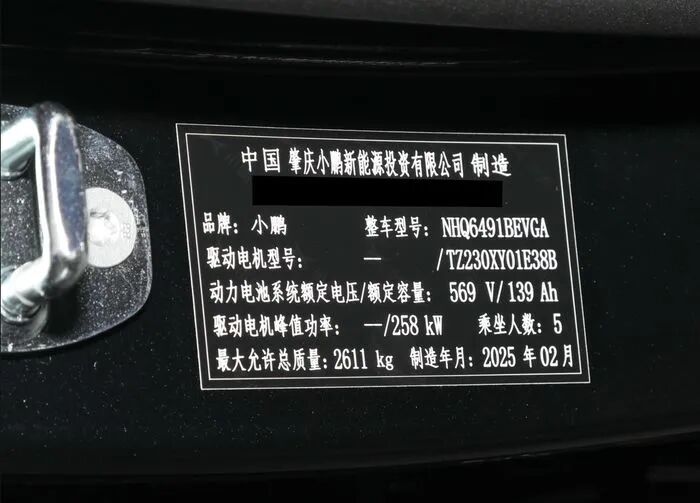 中国 肇庆小鹏新能源投资有限公司 制造
品牌：小鹏 整车型号：NHQ6491BEVGA
驱动电机型号：—/TZ230XY01E38B
动力电池系统额定电压/额定容量：569 V/139 Ah
驱动电机峰值功率：—/258 kW 乘坐人数：5
最大允许总质量：2611 kg 制造年月：2025 年 02 月